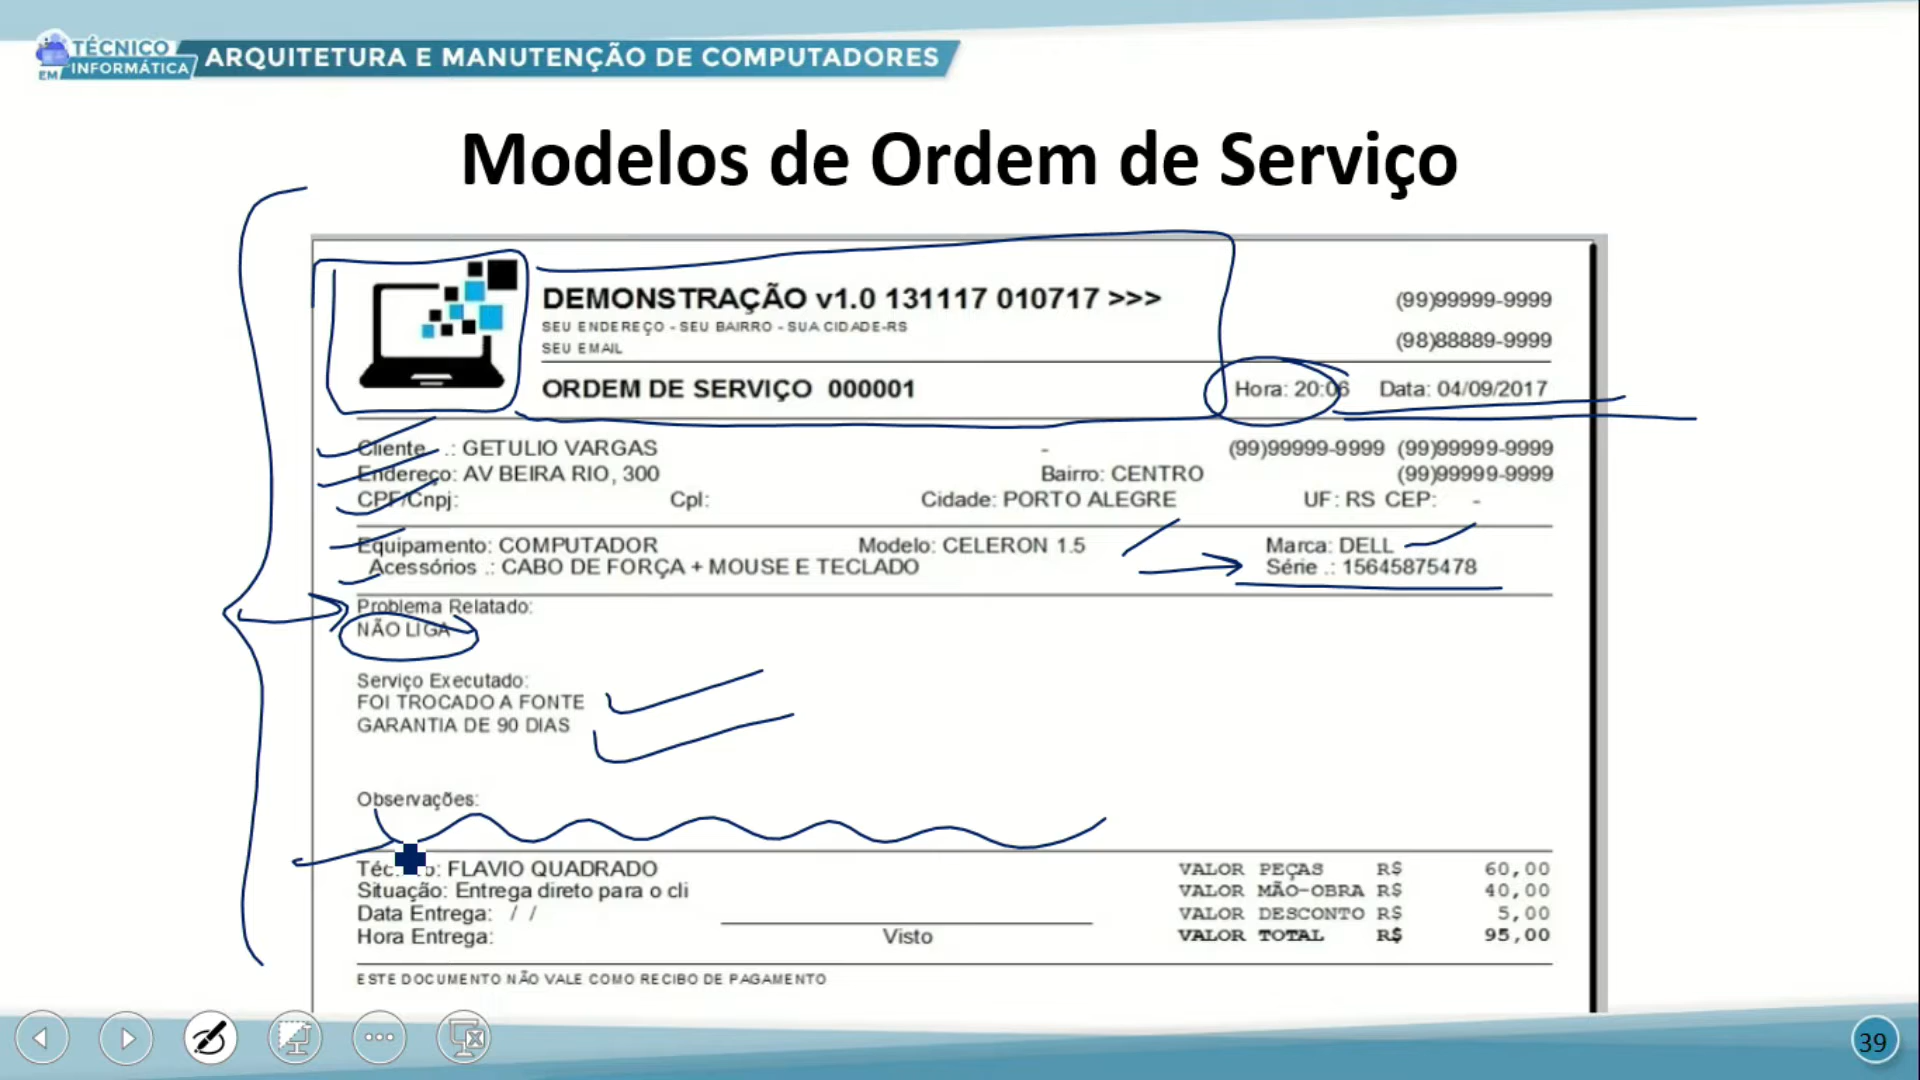 TÉCNICO
EM INFORMÁTICA
ARQUITETURA E MANUTENÇÃO DE COMPUTADORES
Modelos de Ordem de Serviço
DEMONSTRAÇÃO v1.0 131117 010717 >>> (99)99999-9999
SEU ENDEREÇO - SEU BAIRRO - SUA CIDADE-RS
SEU EMAIL (98)88889-9999
ORDEM DE SERVIÇO 000001 Hora: 20:06 Data: 04/09/2017
Cliente .: GETULIO VARGAS - (99)99999-9999 (99)99999-9999
Endereço: AV BEIRA RIO, 300 Bairro: CENTRO (99)99999-9999
CPF/Cnpj: Cpl: Cidade: PORTO ALEGRE UF: RS CEP: -
Equipamento: COMPUTADOR Modelo: CELERON 1.5 Marca: DELL
Acessórios .: CABO DE FORÇA + MOUSE E TECLADO Série .: 15645875478
Problema Relatado:
NÃO LIGA
Serviço Executado:
FOI TROCADO A FONTE
GARANTIA DE 90 DIAS
Observações:
FLAVIO QUADRADO VALOR PEÇAS R$ 60,00
Situação: Entrega direto para o cli VALOR MÃO-OBRA R$ 40,00
Data Entrega: / / VALOR DESCONTO R$ 5,00
Hora Entrega: Visto VALOR TOTAL R$ 95,00
ESTE DOCUMENTO NÃO VALE COMO RECIBO DE PAGAMENTO
39